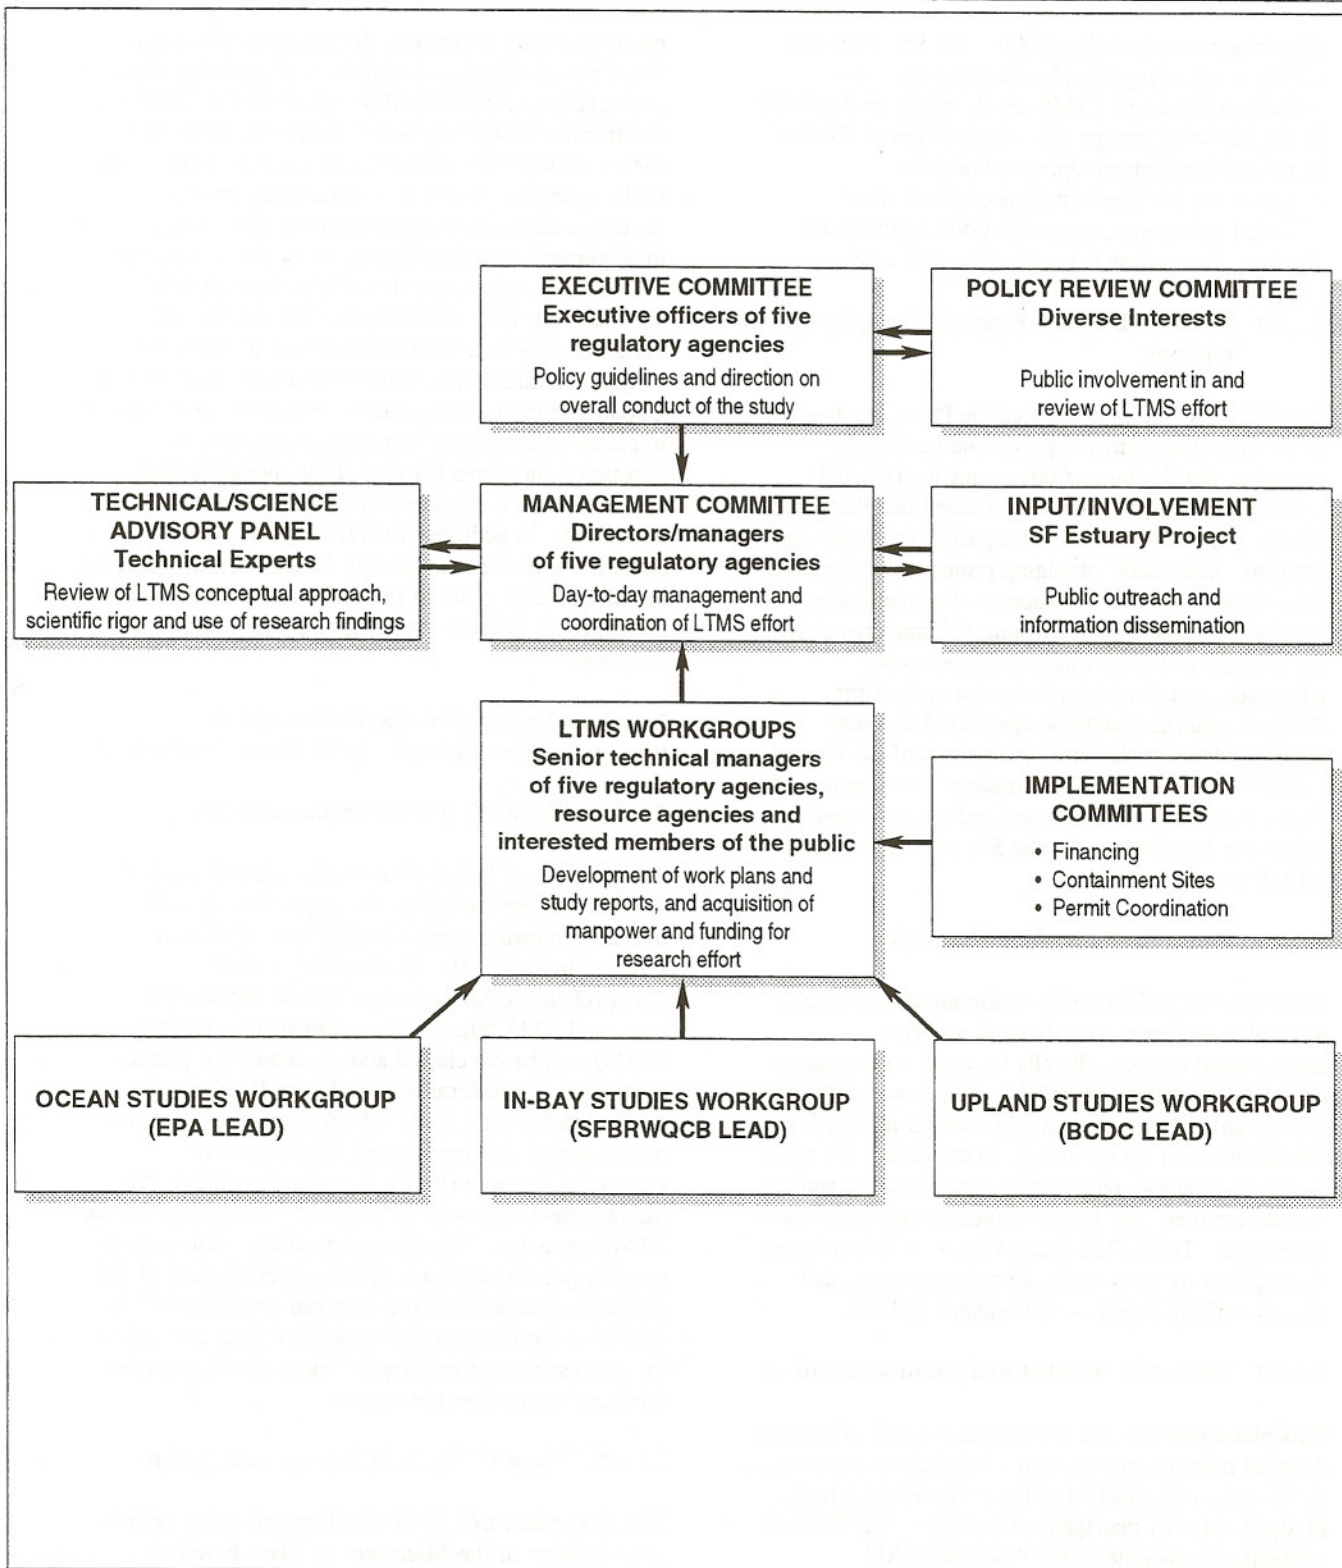 EXECUTIVE COMMITTEE
Executive officers of five
regulatory agencies
Policy guidelines and direction on
overall conduct of the study
POLICY REVIEW COMMITTEE
Diverse Interests
Public involvement in and
review of LTMS effort
TECHNICAL/SCIENCE
ADVISORY PANEL
Technical Experts
Review of LTMS conceptual approach,
scientific rigor and use of research findings
MANAGEMENT COMMITTEE
Directors/managers
of five regulatory agencies
Day-to-day management and
coordination of LTMS effort
INPUT/INVOLVEMENT
SF Estuary Project
Public outreach and
information dissemination
LTMS WORKGROUPS
Senior technical managers
of five regulatory agencies,
resource agencies and
interested members of the public
Development of work plans and
study reports, and acquisition of
manpower and funding for
research effort
IMPLEMENTATION
COMMITTEES
• Financing
• Containment Sites
• Permit Coordination
OCEAN STUDIES WORKGROUP
(EPA LEAD)
IN-BAY STUDIES WORKGROUP
(SFBRWQCB LEAD)
UPLAND STUDIES WORKGROUP
(BCDC LEAD)